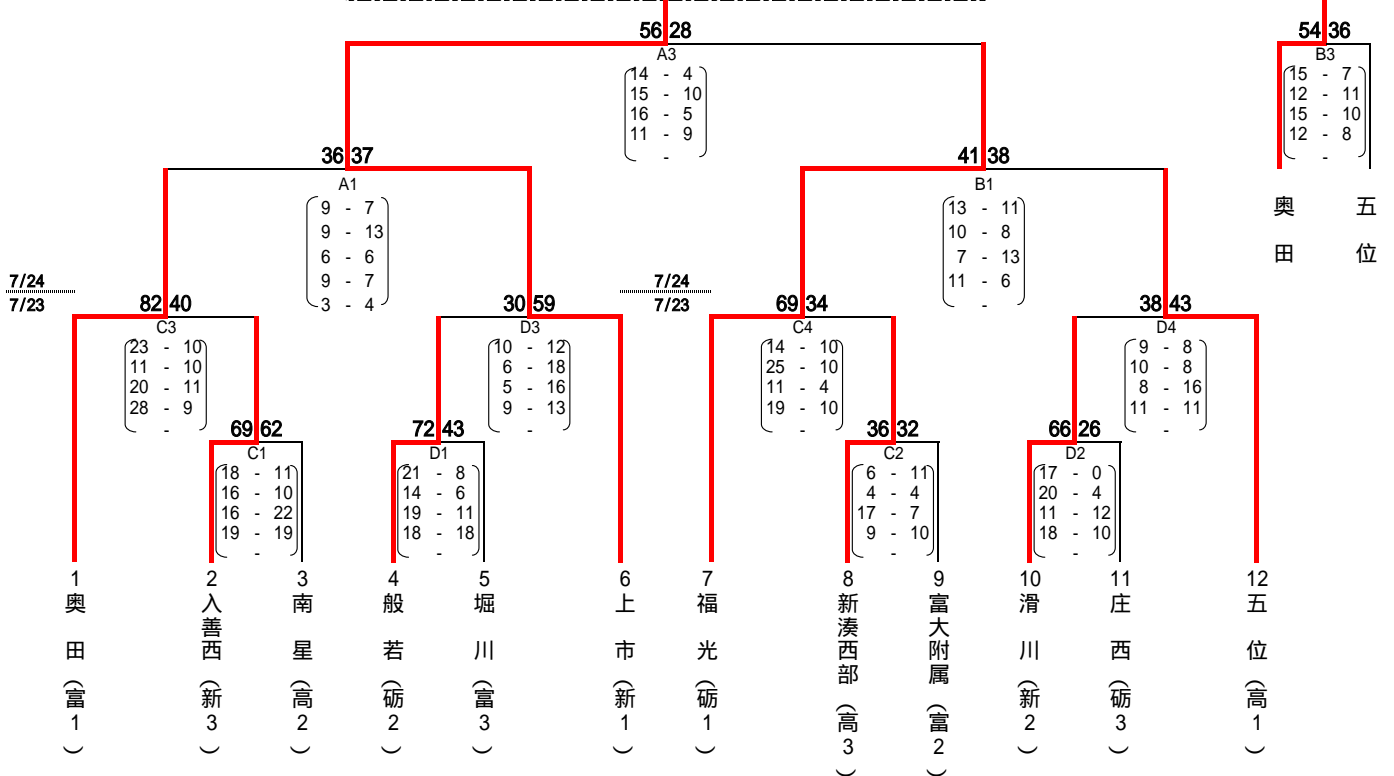 56 28
A3
14 - 4
15 - 10
16 - 5
11 - 9
-
54 36
B3
15 - 7
12 - 11
15 - 10
12 - 8
-
奥田
五位
36 37
A1
9 - 7
9 - 13
6 - 6
9 - 7
3 - 4
41 38
B1
13 - 11
10 - 8
7 - 13
11 - 6
-
7/24
7/23
7/24
7/23
82 40
C3
23 - 10
11 - 10
20 - 11
28 - 9
-
30 59
D3
10 - 12
6 - 18
5 - 16
9 - 13
-
69 34
C4
14 - 10
25 - 10
11 - 4
19 - 10
-
38 43
D4
9 - 8
10 - 8
8 - 16
11 - 11
-
69 62
C1
18 - 11
16 - 10
16 - 22
19 - 19
-
72 43
D1
21 - 8
14 - 6
19 - 11
18 - 18
-
36 32
C2
6 - 11
4 - 4
17 - 7
9 - 10
-
66 26
D2
17 - 0
20 - 4
11 - 12
18 - 10
-
1
奥田(富1)
2
入善西(新3)
3
南星(高2)
4
般若(砺2)
5
堀川(富3)
6
上市(新1)
7
福光(砺1)
8
新湊西部(高3)
9
富大附属(富2)
10
滑川(新2)
11
庄西(砺3)
12
五位(高1)